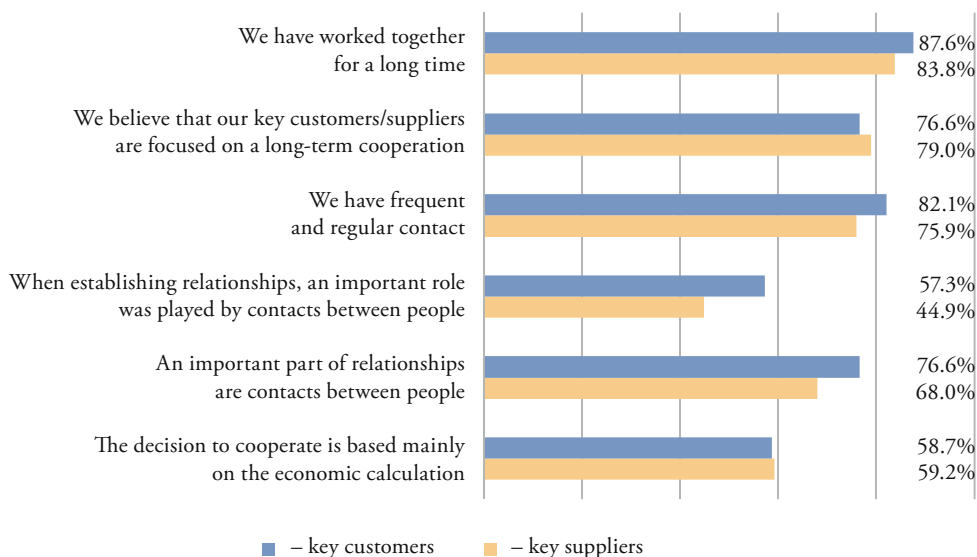 We have worked together
for a long time
87.6%
83.8%
We believe that our key customers/suppliers
are focused on a long-term cooperation
76.6%
79.0%
We have frequent
and regular contact
82.1%
75.9%
When establishing relationships, an important role
was played by contacts between people
57.3%
44.9%
An important part of relationships
are contacts between people
76.6%
68.0%
The decision to cooperate is based mainly
on the economic calculation
58.7%
59.2%
– key customers – key suppliers